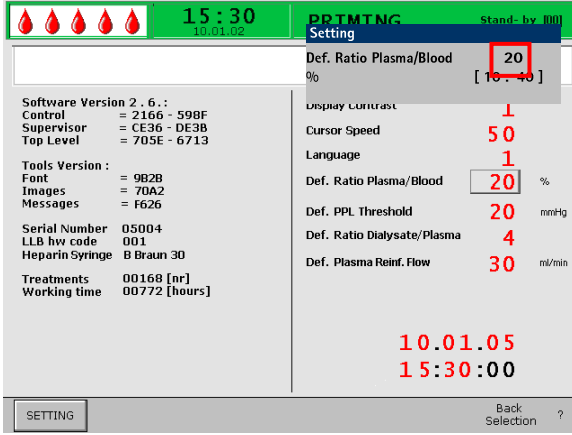 15:30
10.01.02
PRIMING
Stand- by [00]
Setting
Def. Ratio Plasma/Blood 20
% [ 10 : 40 ]
Software Version 2 . 6 . :
Control = 2166 - 598F
Supervisor = CE36 - DE3B
Top Level = 705E - 6713
Tools Version :
Font = 9B2B
Images = 70A2
Messages = F626
Serial Number 05004
LLB hw code 001
Heparin Syringe B Braun 30
Treatments 00168 [nr]
Working time 00772 [hours]
Display Contrast 1
Cursor Speed 50
Language 1
Def. Ratio Plasma/Blood 20 %
Def. PPL Threshold 20 mmHg
Def. Ratio Dialysate/Plasma 4
Def. Plasma Reinf. Flow 30 ml/min
10.01.05
15:30:00
SETTING
Back
Selection ?